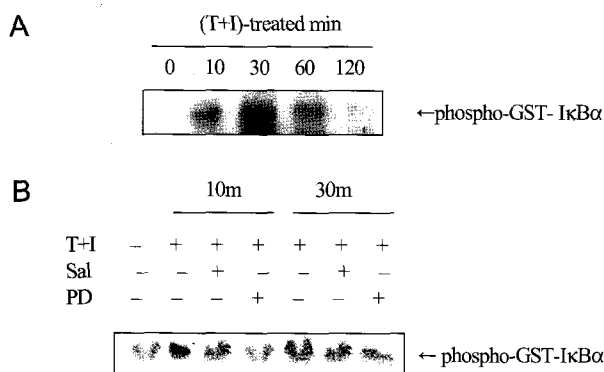 A
(T+I)-treated min
0 10 30 60 120
←phospho-GST- IκBα
B
10m 30m
T+I – + + + + + +
Sal – – + – – + –
PD – – – + – – +
← phospho-GST-IκBα